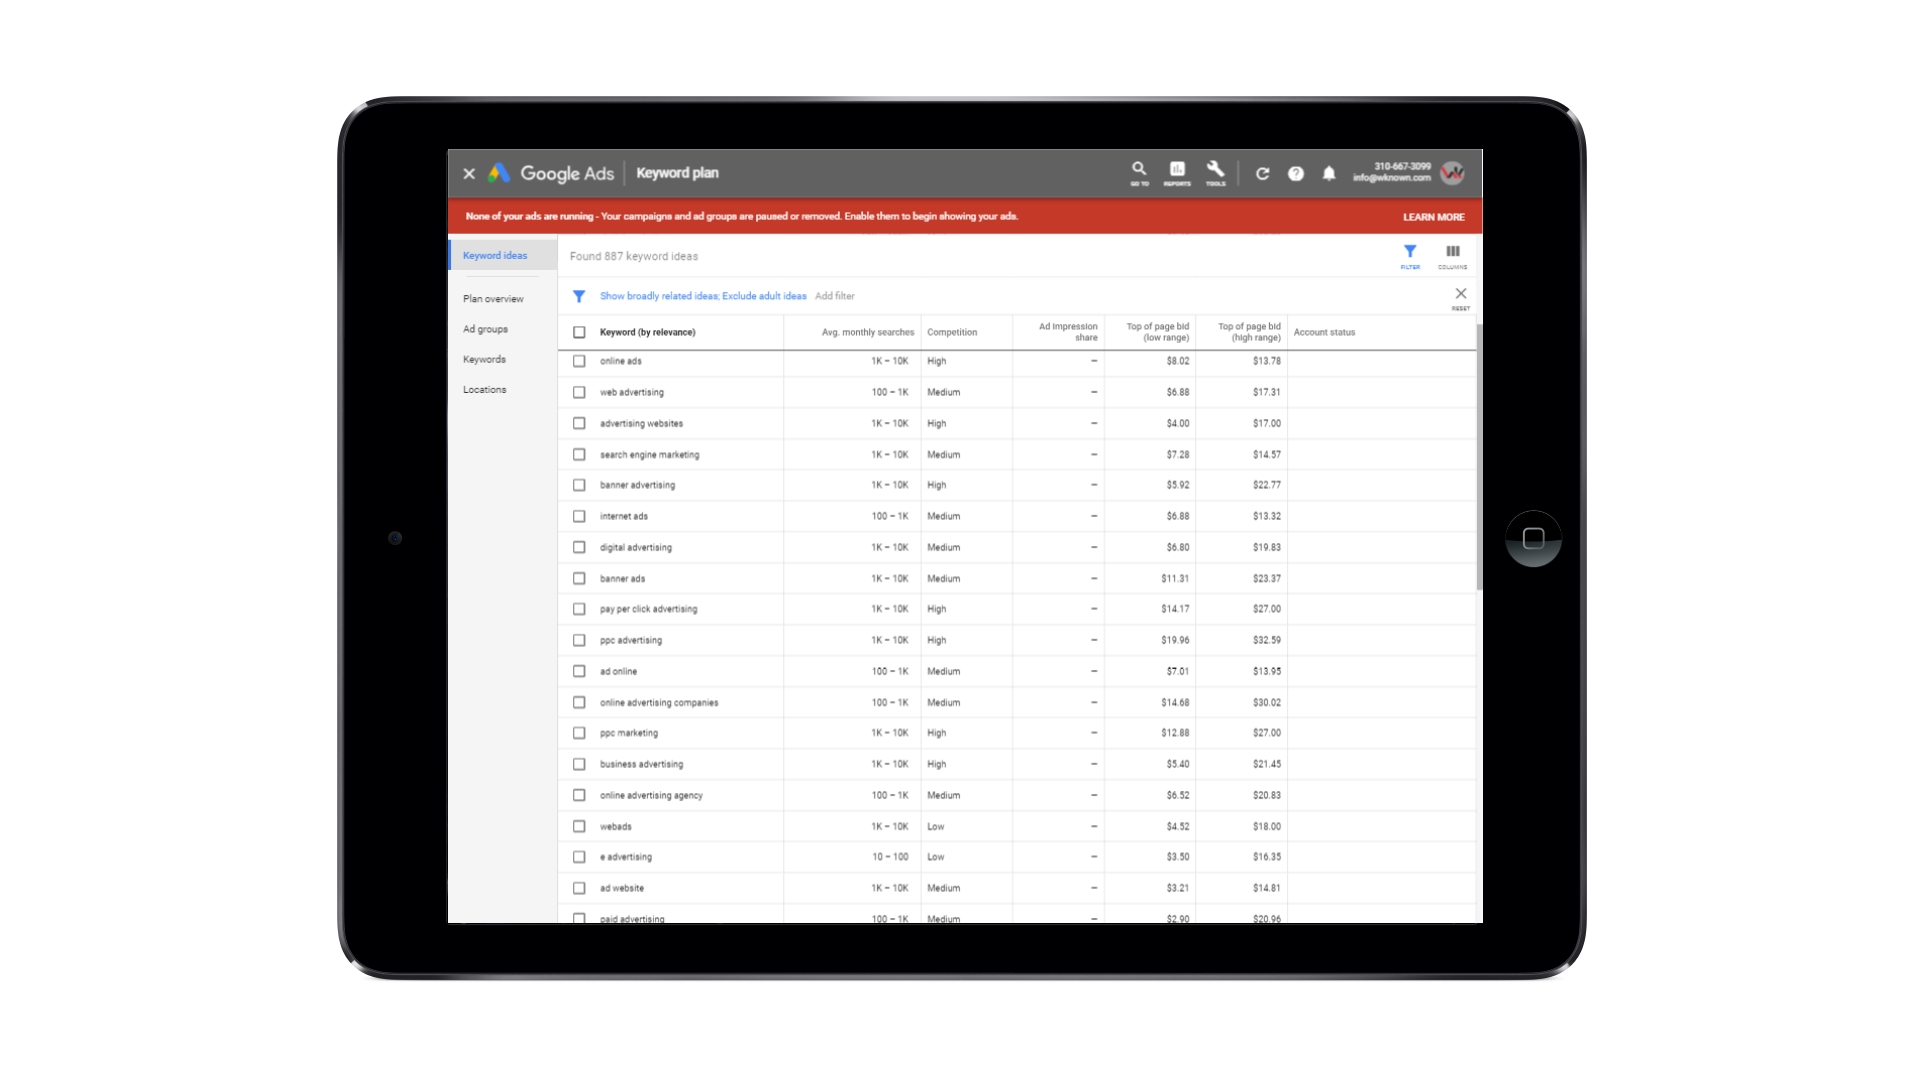 Google Ads Keyword plan
GO TO REPORTS TOOLS
310-667-3099
info@wknown.com
None of your ads are running - Your campaigns and ad groups are paused or removed. Enable them to begin showing your ads. LEARN MORE
Keyword ideas
Plan overview
Ad groups
Keywords
Locations
Found 887 keyword ideas
FILTER COLUMNS
Show broadly related ideas; Exclude adult ideas Add filter
RESET
Keyword (by relevance) Avg. monthly searches Competition Ad impression share Top of page bid (low range) Top of page bid (high range) Account status
online ads 1K – 10K High – $8.02 $13.78
web advertising 100 – 1K Medium – $6.88 $17.31
advertising websites 1K – 10K High – $4.00 $17.00
search engine marketing 1K – 10K Medium – $7.28 $14.57
banner advertising 1K – 10K High – $5.92 $22.77
internet ads 100 – 1K Medium – $6.88 $13.32
digital advertising 1K – 10K Medium – $6.80 $19.83
banner ads 1K – 10K Medium – $11.31 $23.37
pay per click advertising 1K – 10K High – $14.17 $27.00
ppc advertising 1K – 10K High – $19.96 $32.59
ad online 100 – 1K Medium – $7.01 $13.95
online advertising companies 100 – 1K Medium – $14.68 $30.02
ppc marketing 1K – 10K High – $12.88 $27.00
business advertising 1K – 10K High – $5.40 $21.45
online advertising agency 100 – 1K Medium – $6.52 $20.83
webads 1K – 10K Low – $4.52 $18.00
e advertising 10 – 100 Low – $3.50 $16.35
ad website 1K – 10K Medium – $3.21 $14.81
paid advertising 100 – 1K Medium – $2.90 $20.96